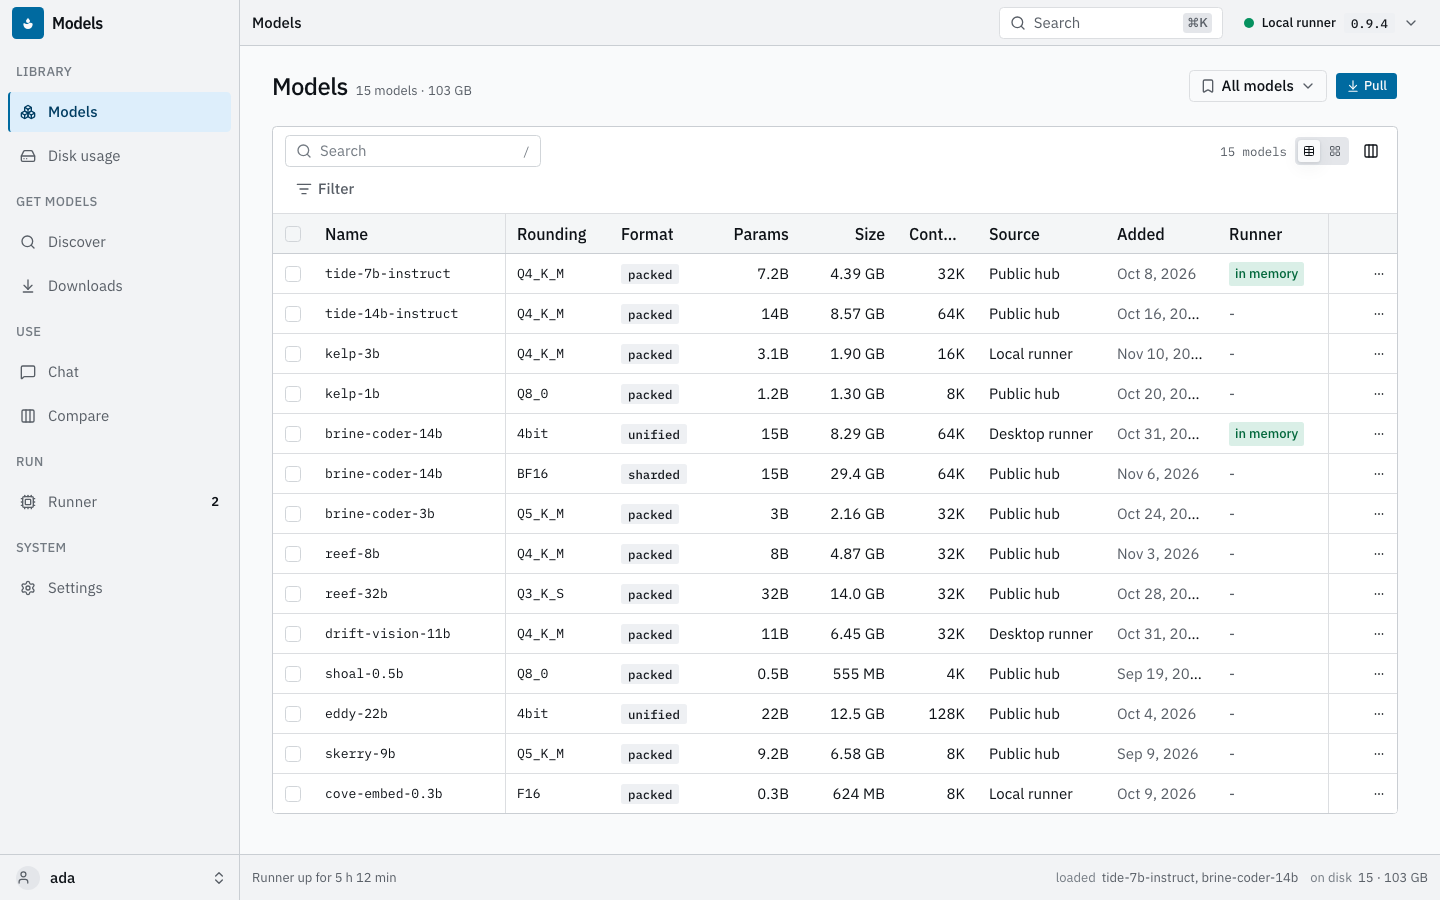 Models
LIBRARY
Models
Disk usage
GET MODELS
Discover
Downloads
USE
Chat
Compare
RUN
Runner 2
SYSTEM
Settings
ada
Models
Search ⌘K
Local runner 0.9.4
Models 15 models · 103 GB
All models
Pull
Search /
15 models
Filter
Name Rounding Format Params Size Cont... Source Added Runner
tide-7b-instruct Q4_K_M packed 7.2B 4.39 GB 32K Public hub Oct 8, 2026 in memory ...
tide-14b-instruct Q4_K_M packed 14B 8.57 GB 64K Public hub Oct 16, 20... - ...
kelp-3b Q4_K_M packed 3.1B 1.90 GB 16K Local runner Nov 10, 20... - ...
kelp-1b Q8_0 packed 1.2B 1.30 GB 8K Public hub Oct 20, 20... - ...
brine-coder-14b 4bit unified 15B 8.29 GB 64K Desktop runner Oct 31, 20... in memory ...
brine-coder-14b BF16 sharded 15B 29.4 GB 64K Public hub Nov 6, 2026 - ...
brine-coder-3b Q5_K_M packed 3B 2.16 GB 32K Public hub Oct 24, 20... - ...
reef-8b Q4_K_M packed 8B 4.87 GB 32K Public hub Nov 3, 2026 - ...
reef-32b Q3_K_S packed 32B 14.0 GB 32K Public hub Oct 28, 20... - ...
drift-vision-11b Q4_K_M packed 11B 6.45 GB 32K Desktop runner Oct 31, 20... - ...
shoal-0.5b Q8_0 packed 0.5B 555 MB 4K Public hub Sep 19, 20... - ...
eddy-22b 4bit unified 22B 12.5 GB 128K Public hub Oct 4, 2026 - ...
skerry-9b Q5_K_M packed 9.2B 6.58 GB 8K Public hub Sep 9, 2026 - ...
cove-embed-0.3b F16 packed 0.3B 624 MB 8K Local runner Oct 9, 2026 - ...
Runner up for 5 h 12 min
loaded tide-7b-instruct, brine-coder-14b on disk 15 · 103 GB